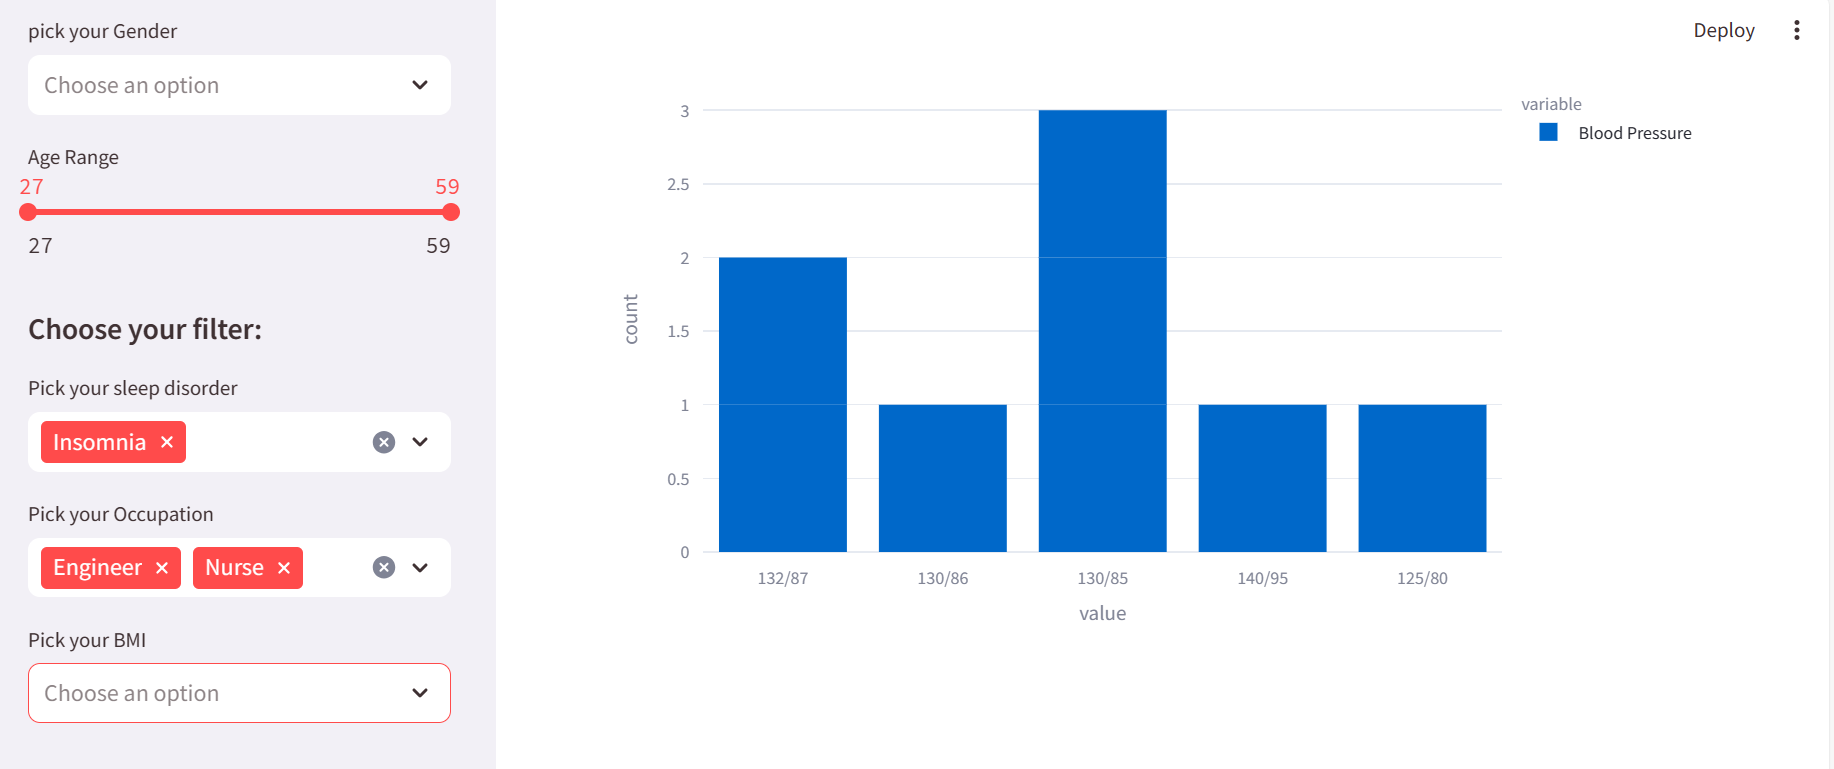 pick your Gender
Choose an option
Age Range
27 59
27 59
Choose your filter:
Pick your sleep disorder
Insomnia
Pick your Occupation
Engineer Nurse
Pick your BMI
Choose an option
Deploy
variable
Blood Pressure
count
3
2.5
2
1.5
1
0.5
0
132/87 130/86 130/85 140/95 125/80
value